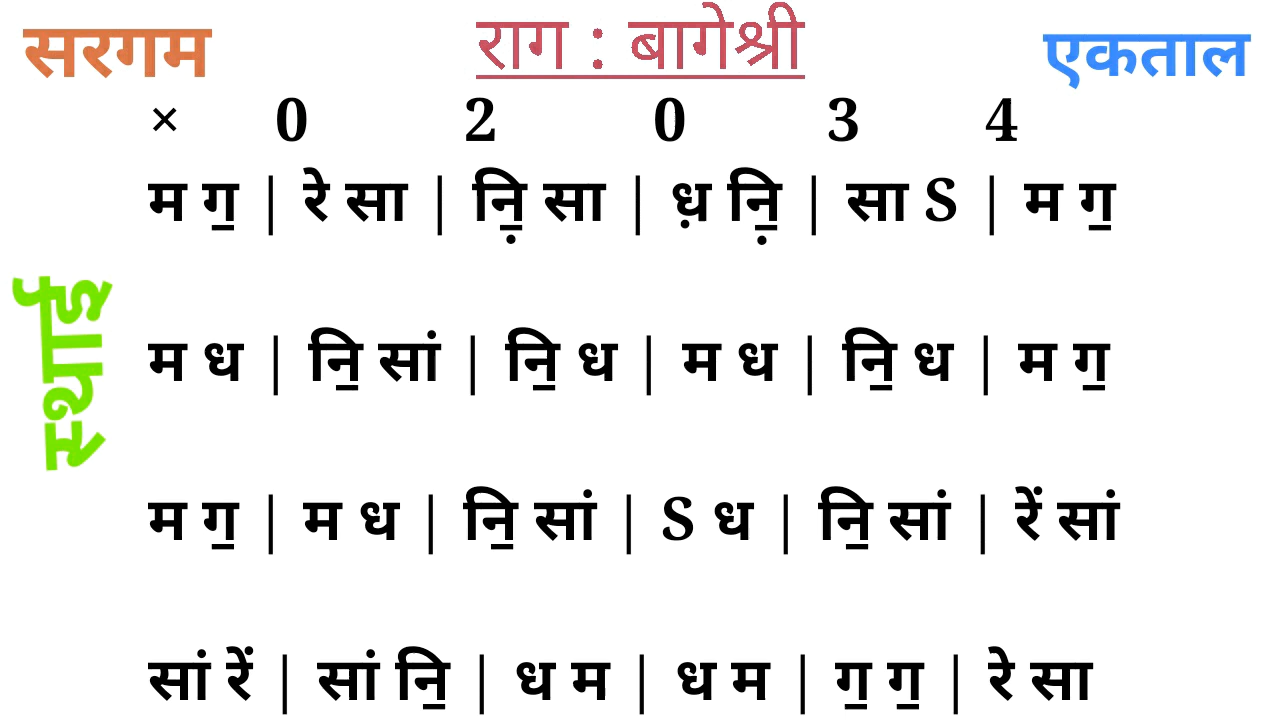 सरगम राग : बागेश्री एकताल
× 0 2 0 3 4
म ग॒ | रे सा | नि॒̣ सा | ध़ नि॒̣ | सा S | म ग॒
स्थाई
म ध | नि॒ सां | नि॒ ध | म ध | नि॒ ध | म ग॒
म ग॒ | म ध | नि॒ सां | S ध | नि॒ सां | रें सां
सां रें | सां नि॒ | ध म | ध म | ग॒ ग॒ | रे सा